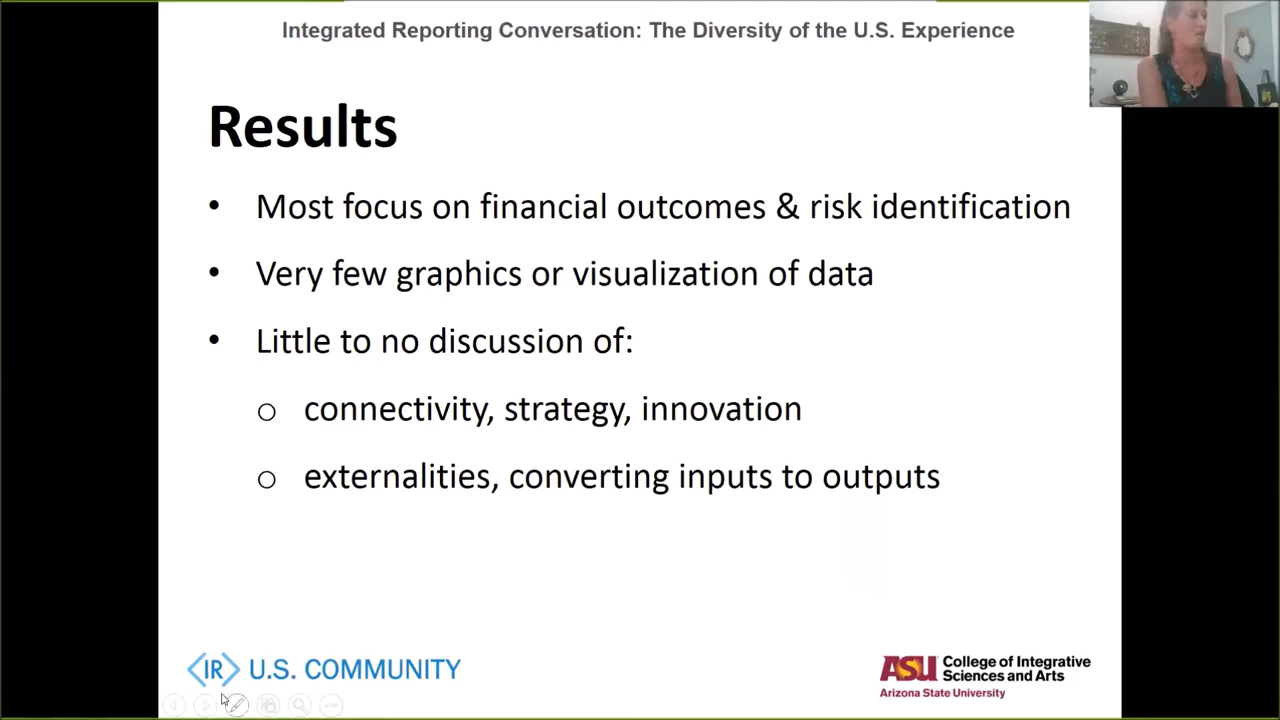 Integrated Reporting Conversation: The Diversity of the U.S. Experience
Results
• Most focus on financial outcomes & risk identification
• Very few graphics or visualization of data
• Little to no discussion of:
o connectivity, strategy, innovation
o externalities, converting inputs to outputs
<IR> U.S. COMMUNITY
ASU College of Integrative
Sciences and Arts
Arizona State University